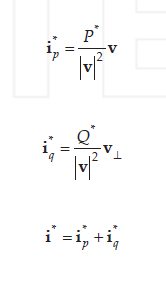 i*_p = P* / |v|² v
i*_q = Q* / |v|² v_⊥
i* = i*_p + i*_q